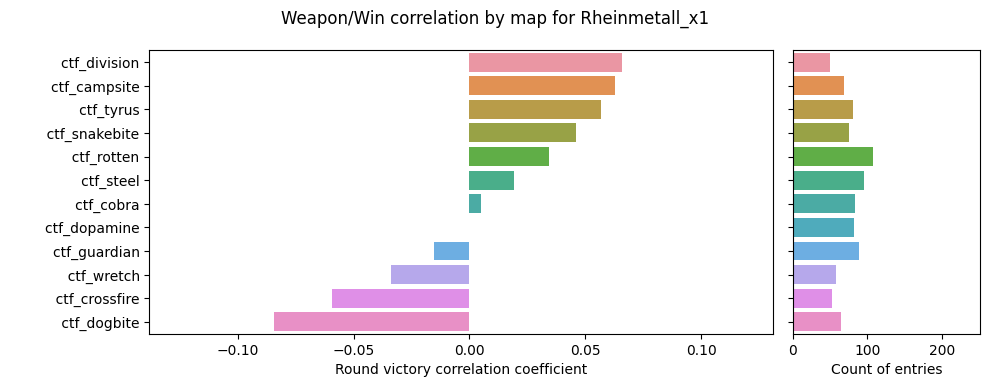 Weapon/Win correlation by map for Rheinmetall_x1
ctf_division
ctf_campsite
ctf_tyrus
ctf_snakebite
ctf_rotten
ctf_steel
ctf_cobra
ctf_dopamine
ctf_guardian
ctf_wretch
ctf_crossfire
ctf_dogbite
−0.10 −0.05 0.00 0.05 0.10 0 100 200
Round victory correlation coefficient Count of entries